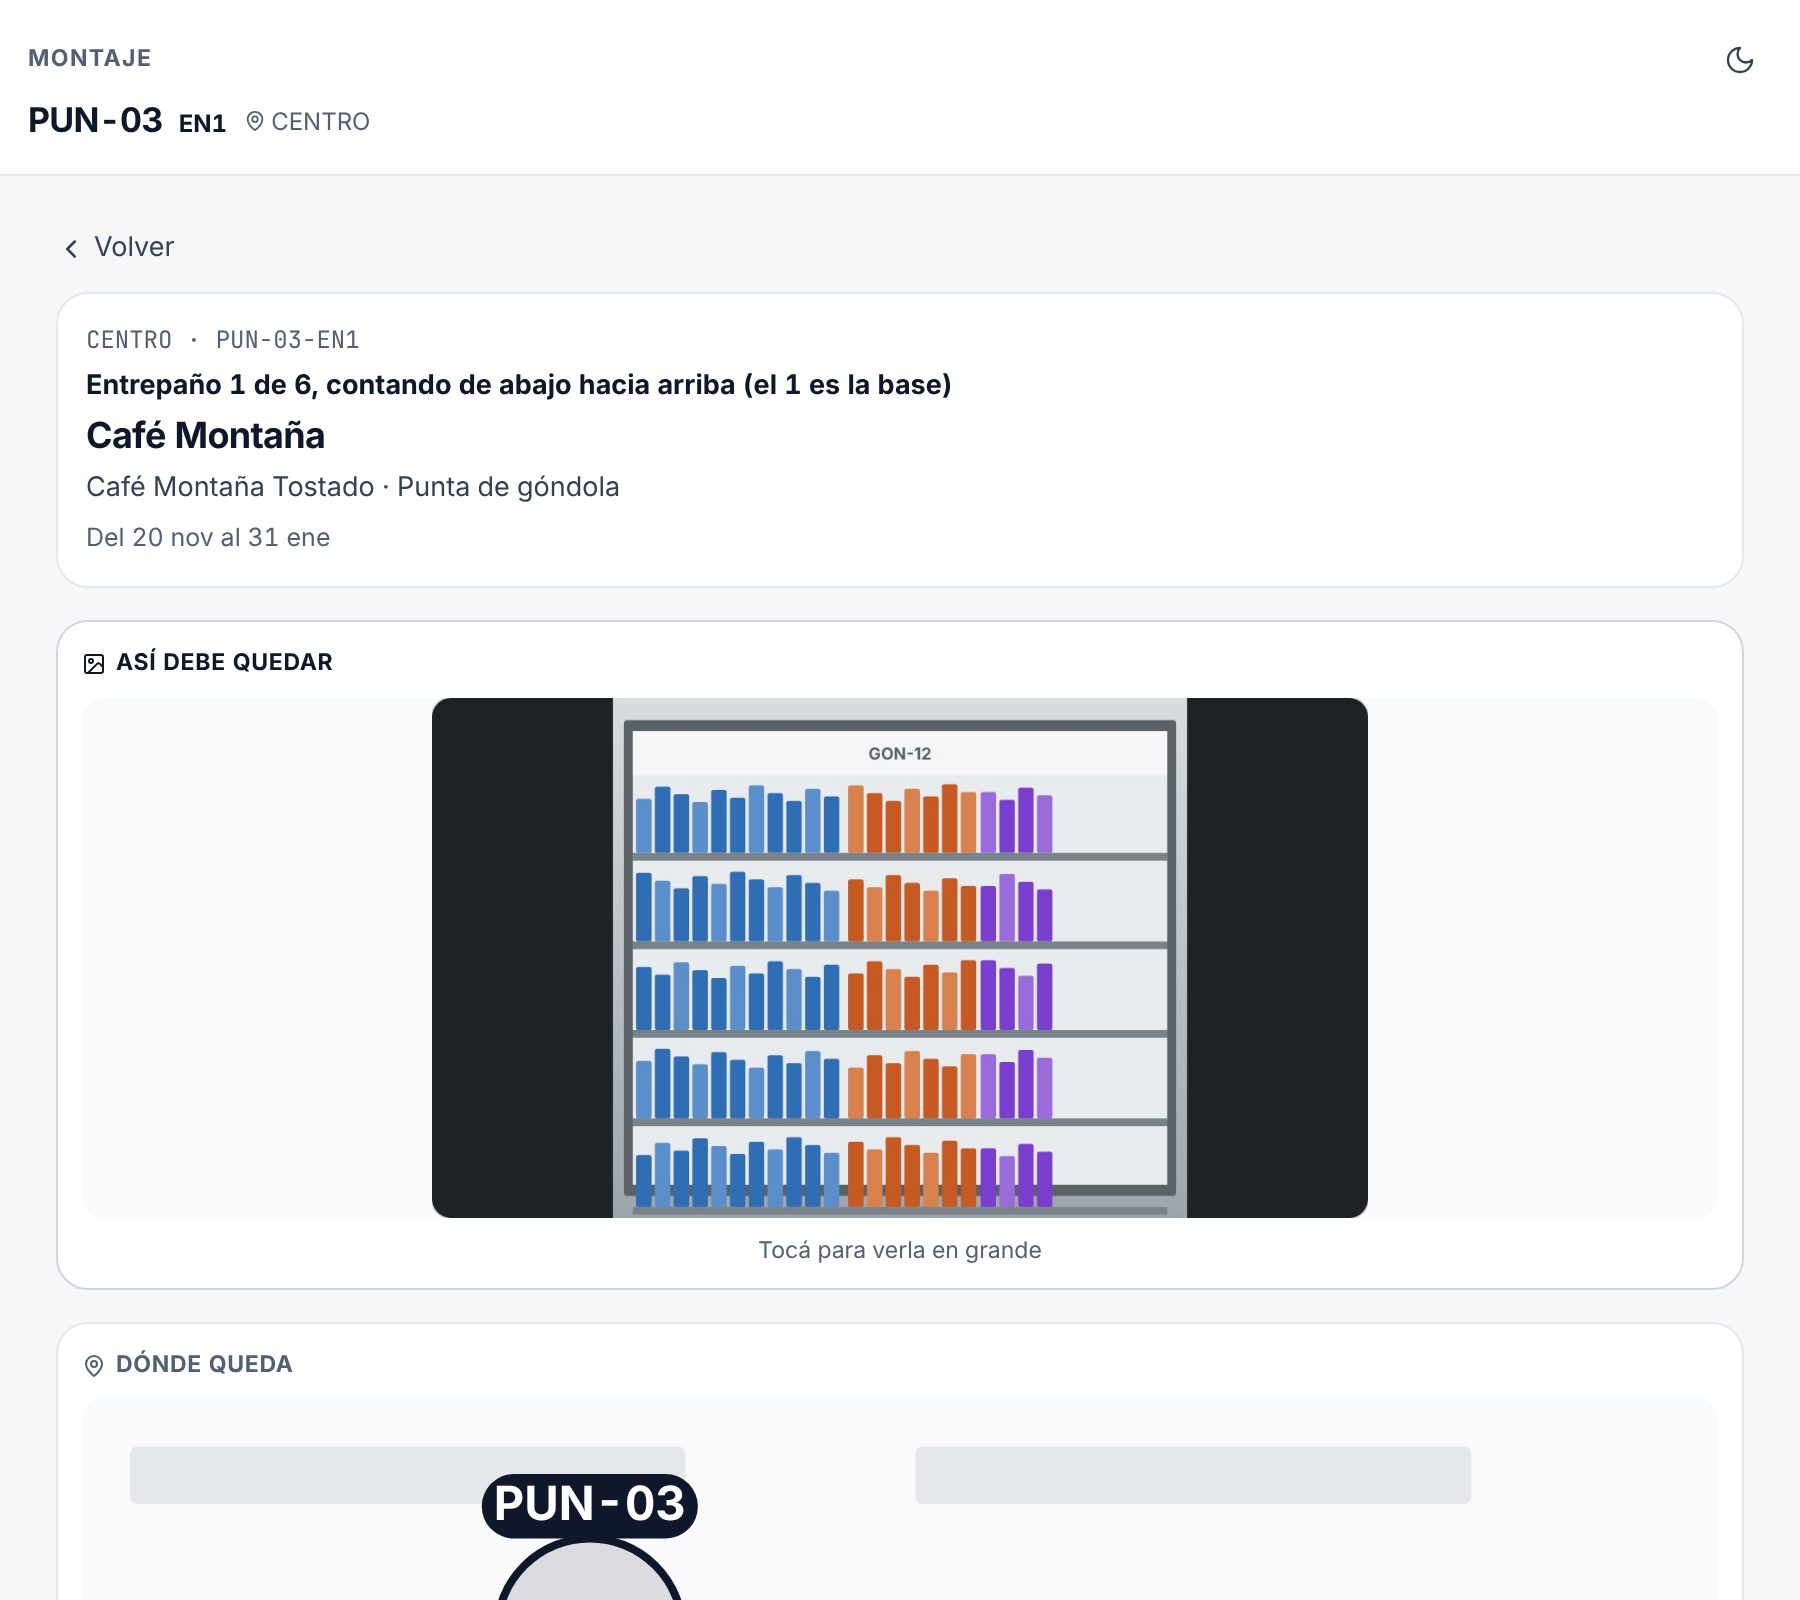 MONTAJE
PUN-03 EN1 CENTRO
Volver
CENTRO · PUN-03-EN1
Entrepaño 1 de 6, contando de abajo hacia arriba (el 1 es la base)
Café Montaña
Café Montaña Tostado · Punta de góndola
Del 20 nov al 31 ene
ASÍ DEBE QUEDAR
GON-12
Tocá para verla en grande
DÓNDE QUEDA
PUN-03